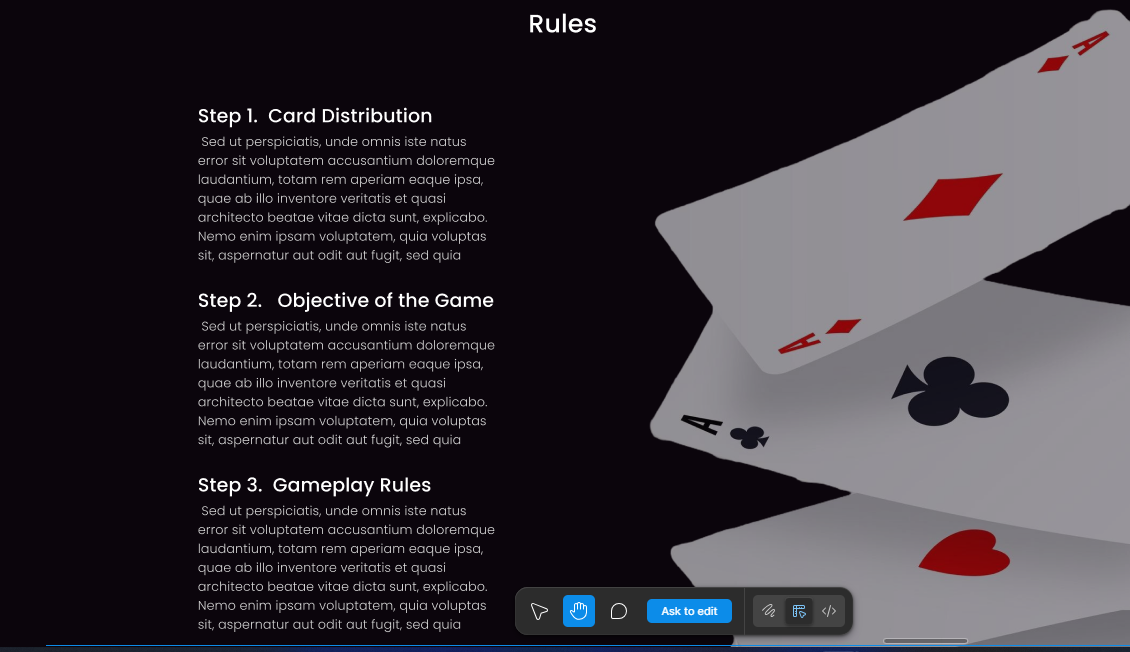 Rules
Step 1.  Card Distribution
Sed ut perspiciatis, unde omnis iste natus
error sit voluptatem accusantium doloremque
laudantium, totam rem aperiam eaque ipsa,
quae ab illo inventore veritatis et quasi
architecto beatae vitae dicta sunt, explicabo.
Nemo enim ipsam voluptatem, quia voluptas
sit, aspernatur aut odit aut fugit, sed quia
Step 2.   Objective of the Game
Sed ut perspiciatis, unde omnis iste natus
error sit voluptatem accusantium doloremque
laudantium, totam rem aperiam eaque ipsa,
quae ab illo inventore veritatis et quasi
architecto beatae vitae dicta sunt, explicabo.
Nemo enim ipsam voluptatem, quia voluptas
sit, aspernatur aut odit aut fugit, sed quia
Step 3.  Gameplay Rules
Sed ut perspiciatis, unde omnis iste natus
error sit voluptatem accusantium doloremque
laudantium, totam rem aperiam eaque ipsa,
quae ab illo inventore veritatis et quasi
architecto beatae vitae dicta sunt, explicabo.
Nemo enim ipsam voluptatem, quia voluptas
sit, aspernatur aut odit aut fugit, sed quia
A
A
A
Ask to edit